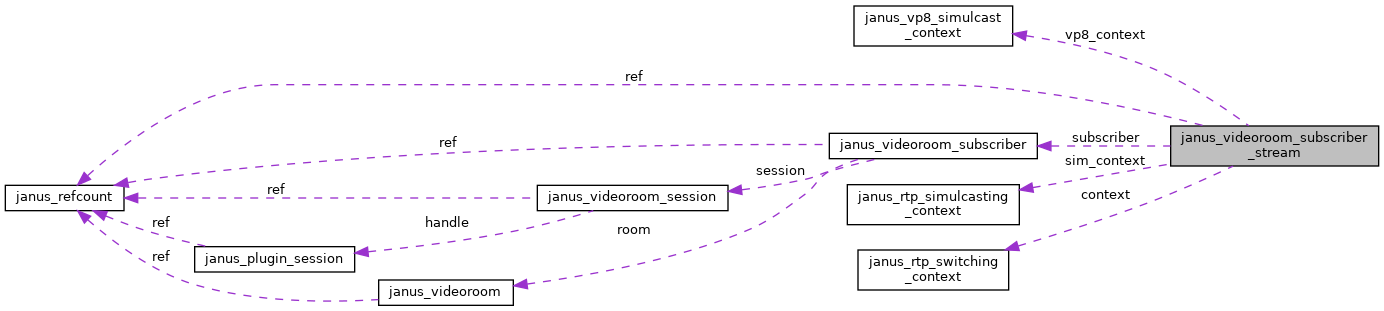 janus_vp8_simulcast
_context
vp8_context
ref
janus_videoroom_subscriber
_stream
subscriber
janus_videoroom_subscriber
ref
sim_context
session
janus_rtp_simulcasting
_context
context
janus_refcount
ref
janus_videoroom_session
ref
handle
room
janus_plugin_session
ref
janus_rtp_switching
_context
janus_videoroom